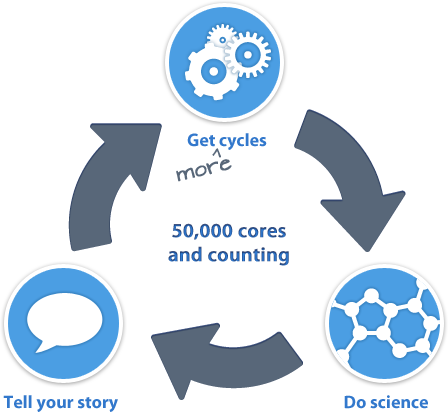 Get cycles
^
more
50,000 cores
and counting
Tell your story
Do science